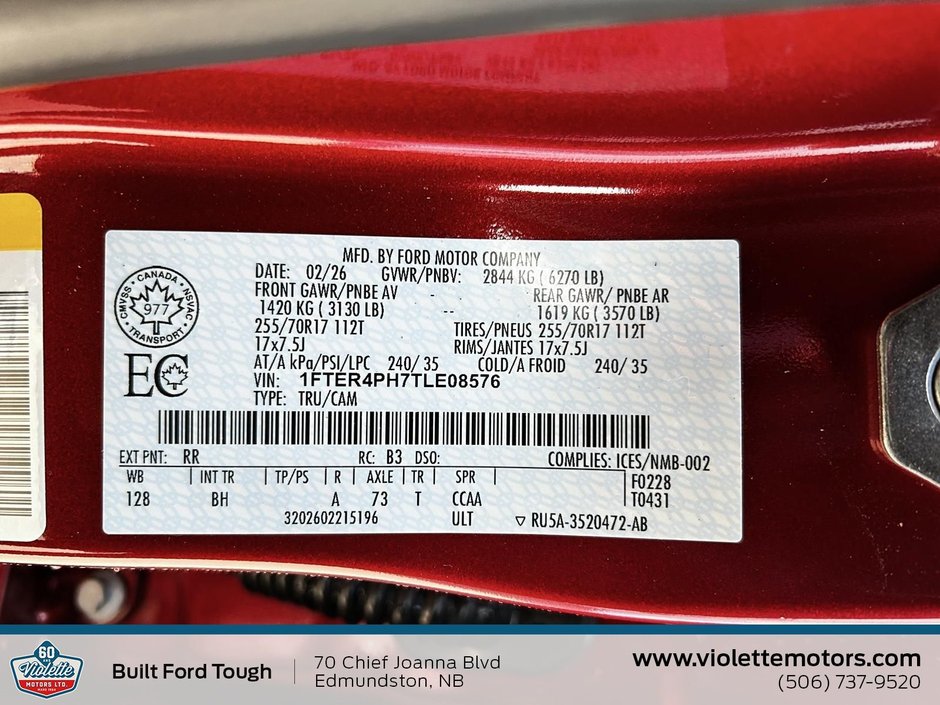 MFD. BY FORD MOTOR COMPANY
DATE: 02/26 GVWR/PNBV: 2844 KG ( 6270 LB)
FRONT GAWR/PNBE AV - REAR GAWR/ PNBE AR
1420 KG ( 3130 LB) -- 1619 KG ( 3570 LB)
255/70R17 112T TIRES/PNEUS 255/70R17 112T
17x7.5J RIMS/JANTES 17x7.5J
AT/A kPa/PSI/LPC 240/ 35 COLD/A FROID 240/ 35
VIN: 1FTER4PH7TLE08576
TYPE: TRU/CAM
CANADA
CMVSS NSVAC
977
TRANSPORT
EC
EXT PNT: RR RC: B3 DSO: COMPLIES: ICES/NMB-002
WB INT TR TP/PS R AXLE TR SPR F0228
128 BH A 73 T CCAA T0431
3202602215196 ULT ▽ RU5A-3520472-AB
60
Violette
MOTORS LTD.
Built Ford Tough
70 Chief Joanna Blvd
Edmundston, NB
www.violettemotors.com
(506) 737-9520